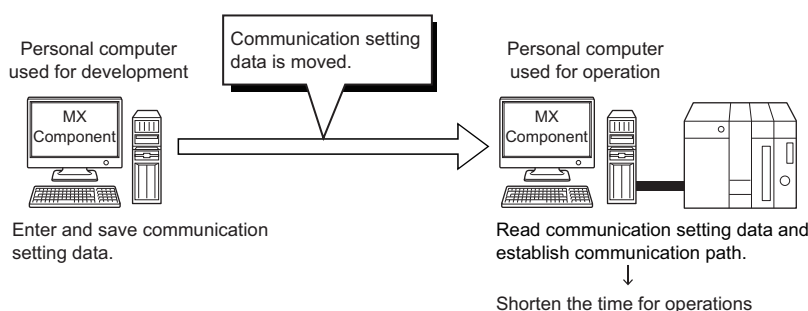 Communication setting
data is moved.
Personal computer
used for development
Personal computer
used for operation
MX
Component
MX
Component
Enter and save communication
setting data.
Read communication setting data and
establish communication path.
↓
Shorten the time for operations